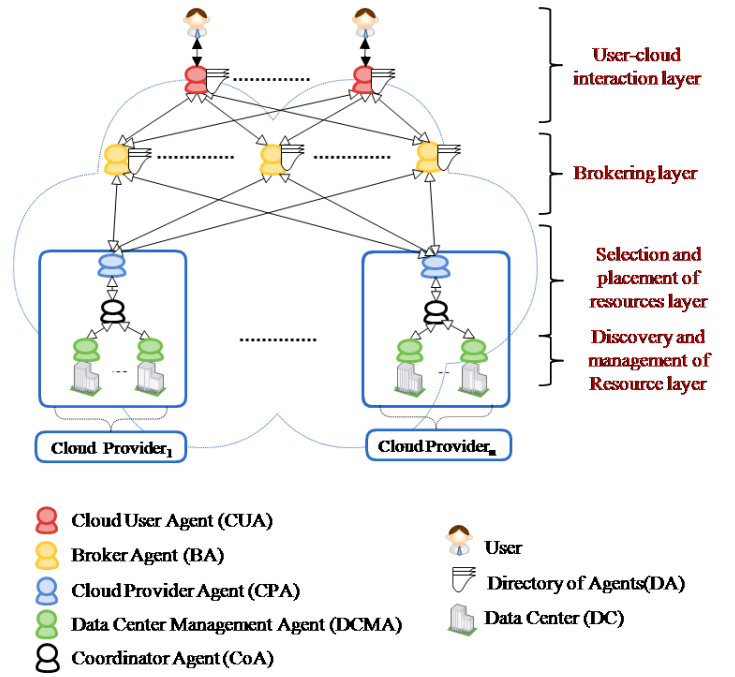 User-cloud
interaction layer
Brokering layer
Selection and
placement of
resources layer
Discovery and
management of
Resource layer
Cloud Provider1
Cloud Providern
Cloud User Agent (CUA)
Broker Agent (BA)
Cloud Provider Agent (CPA)
Data Center Management Agent (DCMA)
Coordinator Agent (CoA)
User
Directory of Agents(DA)
Data Center (DC)